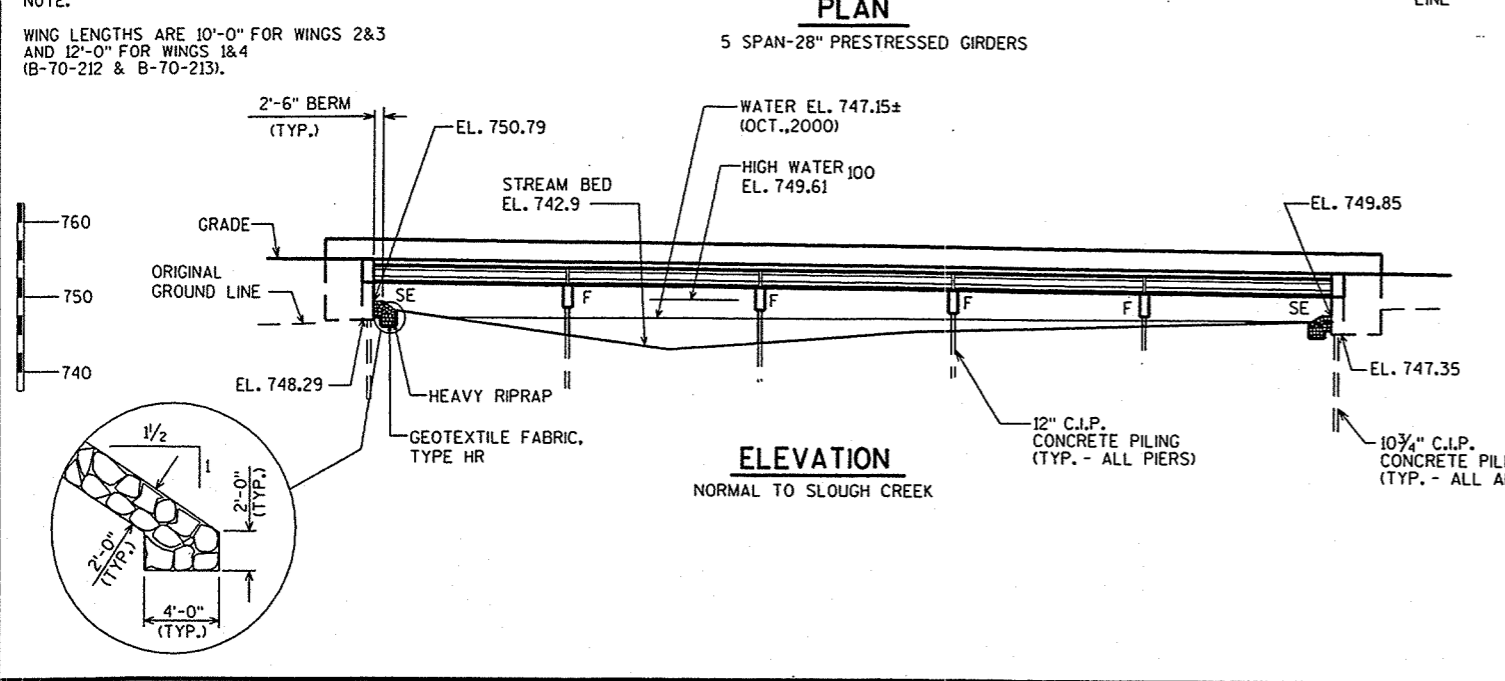 NOTE:
PLAN
LINE
WING LENGTHS ARE 10'-0" FOR WINGS 2&3
AND 12'-0" FOR WINGS 1&4
(B-70-212 & B-70-213).
5 SPAN-28" PRESTRESSED GIRDERS
2'-6" BERM
(TYP.)
EL. 750.79
WATER EL. 747.15±
(OCT.,2000)
HIGH WATER 100
EL. 749.61
STREAM BED
EL. 742.9
EL. 749.85
760
GRADE
ORIGINAL
GROUND LINE
750
SE
F
F
F
F
SE
740
EL. 748.29
EL. 747.35
HEAVY RIPRAP
GEOTEXTILE FABRIC,
TYPE HR
12" C.I.P.
CONCRETE PILING
(TYP. - ALL PIERS)
10¾" C.I.P.
CONCRETE PIL
(TYP. - ALL A
ELEVATION
NORMAL TO SLOUGH CREEK
1½
1
2'-0"
(TYP.)
2'-0"
(TYP.)
4'-0"
(TYP.)